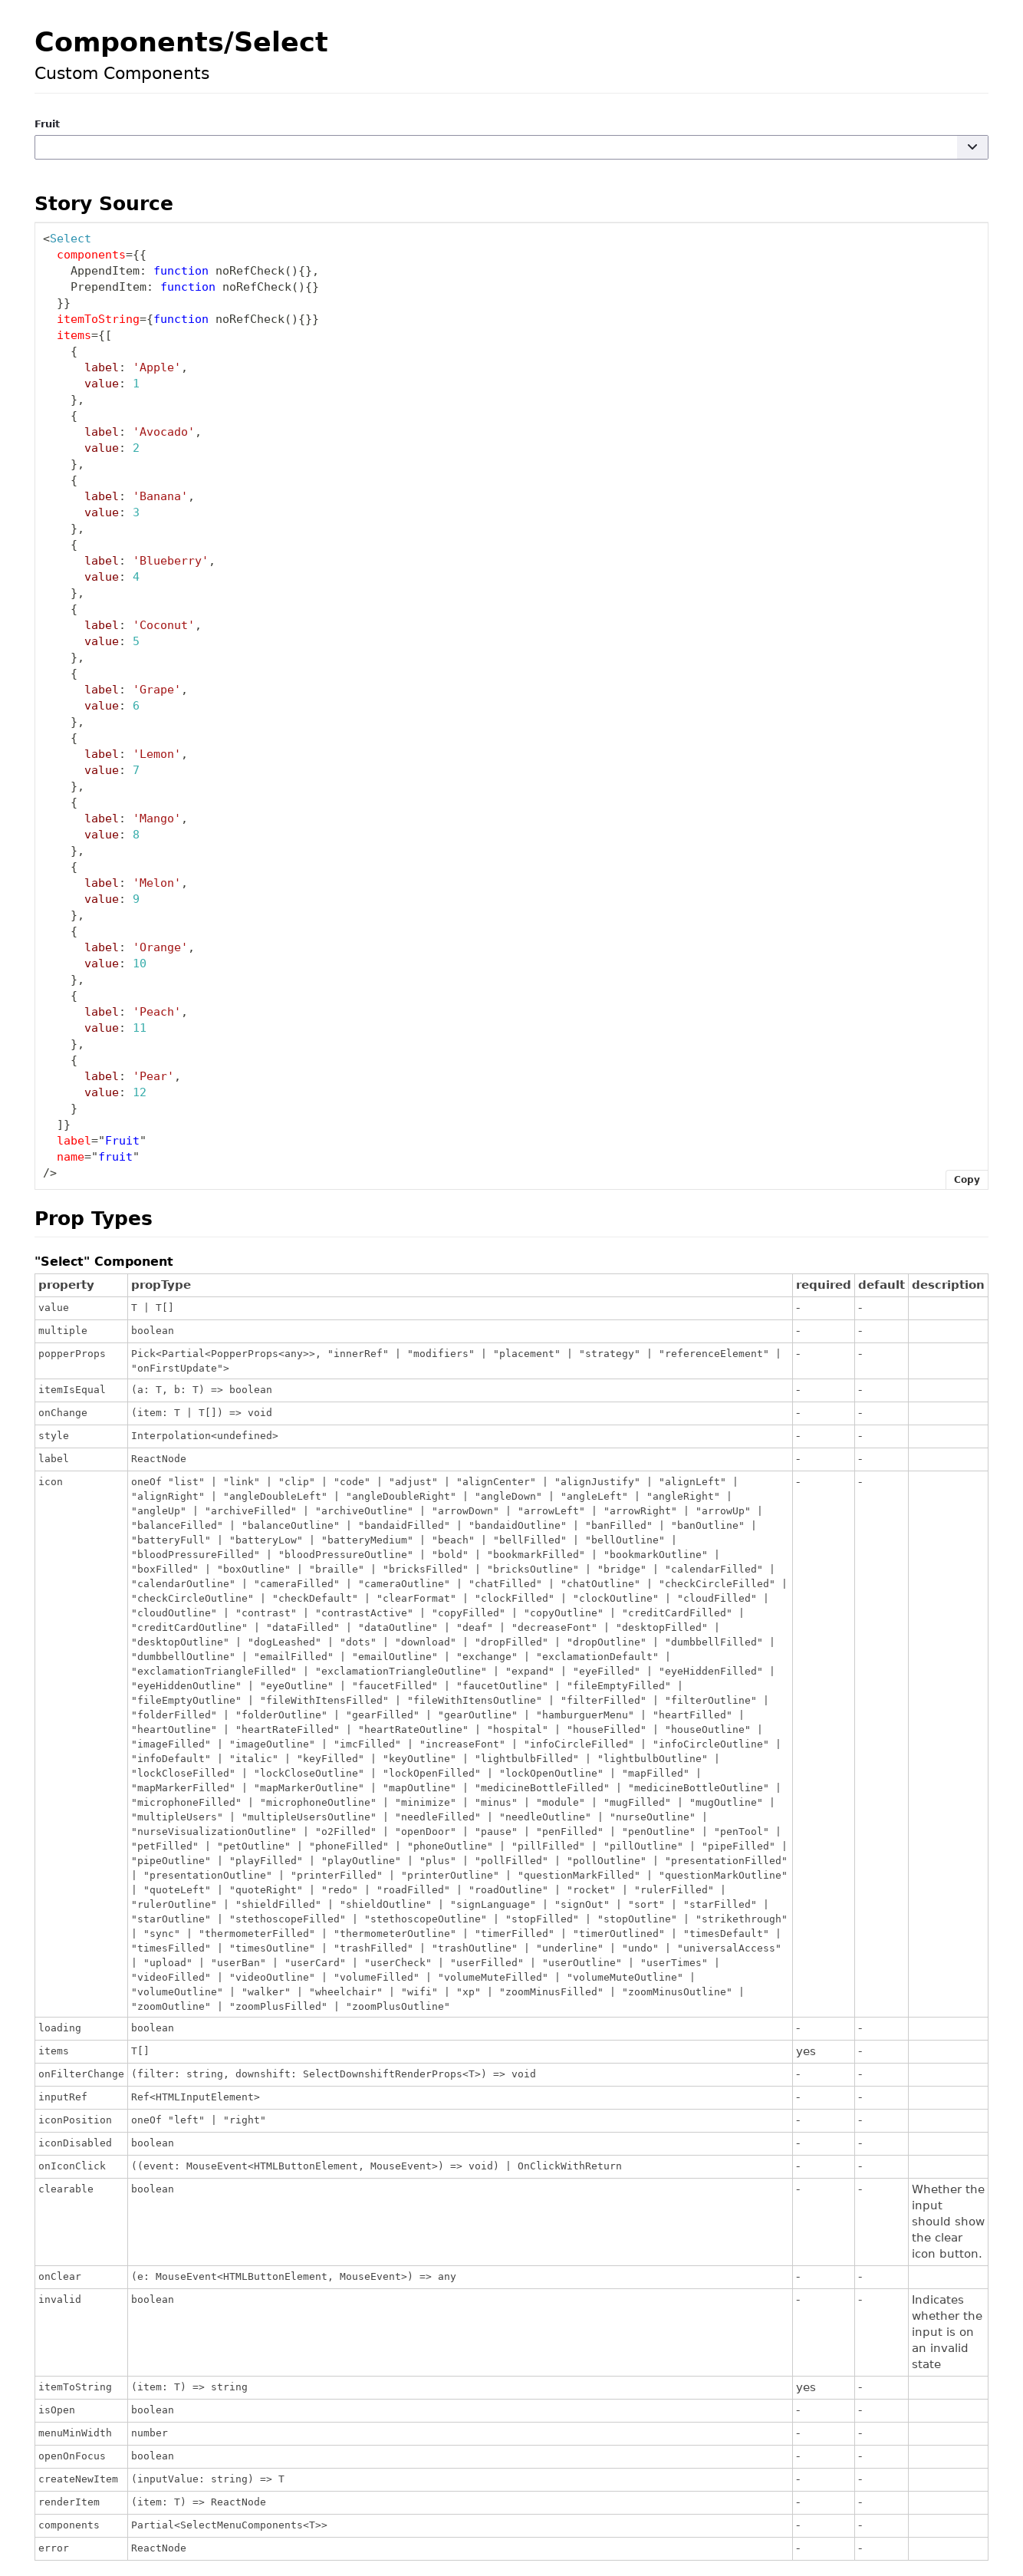 Components/Select
Custom Components
Fruit
Story Source
<Select
  components={{
    AppendItem: function noRefCheck(){},
    PrependItem: function noRefCheck(){}
  }}
  itemToString={function noRefCheck(){}}
  items={[
    {
      label: 'Apple',
      value: 1
    },
    {
      label: 'Avocado',
      value: 2
    },
    {
      label: 'Banana',
      value: 3
    },
    {
      label: 'Blueberry',
      value: 4
    },
    {
      label: 'Coconut',
      value: 5
    },
    {
      label: 'Grape',
      value: 6
    },
    {
      label: 'Lemon',
      value: 7
    },
    {
      label: 'Mango',
      value: 8
    },
    {
      label: 'Melon',
      value: 9
    },
    {
      label: 'Orange',
      value: 10
    },
    {
      label: 'Peach',
      value: 11
    },
    {
      label: 'Pear',
      value: 12
    }
  ]}
  label="Fruit"
  name="fruit"
/>
Copy
Prop Types
"Select" Component
property propType required default description
value T | T[] - -
multiple boolean - -
popperProps Pick<Partial<PopperProps<any>>, "innerRef" | "modifiers" | "placement" | "strategy" | "referenceElement" | - -
"onFirstUpdate">
itemIsEqual (a: T, b: T) => boolean - -
onChange (item: T | T[]) => void - -
style Interpolation<undefined> - -
label ReactNode - -
icon oneOf "list" | "link" | "clip" | "code" | "adjust" | "alignCenter" | "alignJustify" | "alignLeft" | - -
"alignRight" | "angleDoubleLeft" | "angleDoubleRight" | "angleDown" | "angleLeft" | "angleRight" |
"angleUp" | "archiveFilled" | "archiveOutline" | "arrowDown" | "arrowLeft" | "arrowRight" | "arrowUp" |
"balanceFilled" | "balanceOutline" | "bandaidFilled" | "bandaidOutline" | "banFilled" | "banOutline" |
"batteryFull" | "batteryLow" | "batteryMedium" | "beach" | "bellFilled" | "bellOutline" |
"bloodPressureFilled" | "bloodPressureOutline" | "bold" | "bookmarkFilled" | "bookmarkOutline" |
"boxFilled" | "boxOutline" | "braille" | "bricksFilled" | "bricksOutline" | "bridge" | "calendarFilled" |
"calendarOutline" | "cameraFilled" | "cameraOutline" | "chatFilled" | "chatOutline" | "checkCircleFilled" |
"checkCircleOutline" | "checkDefault" | "clearFormat" | "clockFilled" | "clockOutline" | "cloudFilled" |
"cloudOutline" | "contrast" | "contrastActive" | "copyFilled" | "copyOutline" | "creditCardFilled" |
"creditCardOutline" | "dataFilled" | "dataOutline" | "deaf" | "decreaseFont" | "desktopFilled" |
"desktopOutline" | "dogLeashed" | "dots" | "download" | "dropFilled" | "dropOutline" | "dumbbellFilled" |
"dumbbellOutline" | "emailFilled" | "emailOutline" | "exchange" | "exclamationDefault" |
"exclamationTriangleFilled" | "exclamationTriangleOutline" | "expand" | "eyeFilled" | "eyeHiddenFilled" |
"eyeHiddenOutline" | "eyeOutline" | "faucetFilled" | "faucetOutline" | "fileEmptyFilled" |
"fileEmptyOutline" | "fileWithItensFilled" | "fileWithItensOutline" | "filterFilled" | "filterOutline" |
"folderFilled" | "folderOutline" | "gearFilled" | "gearOutline" | "hamburguerMenu" | "heartFilled" |
"heartOutline" | "heartRateFilled" | "heartRateOutline" | "hospital" | "houseFilled" | "houseOutline" |
"imageFilled" | "imageOutline" | "imcFilled" | "increaseFont" | "infoCircleFilled" | "infoCircleOutline" |
"infoDefault" | "italic" | "keyFilled" | "keyOutline" | "lightbulbFilled" | "lightbulbOutline" |
"lockCloseFilled" | "lockCloseOutline" | "lockOpenFilled" | "lockOpenOutline" | "mapFilled" |
"mapMarkerFilled" | "mapMarkerOutline" | "mapOutline" | "medicineBottleFilled" | "medicineBottleOutline" |
"microphoneFilled" | "microphoneOutline" | "minimize" | "minus" | "module" | "mugFilled" | "mugOutline" |
"multipleUsers" | "multipleUsersOutline" | "needleFilled" | "needleOutline" | "nurseOutline" |
"nurseVisualizationOutline" | "o2Filled" | "openDoor" | "pause" | "penFilled" | "penOutline" | "penTool" |
"petFilled" | "petOutline" | "phoneFilled" | "phoneOutline" | "pillFilled" | "pillOutline" | "pipeFilled" |
"pipeOutline" | "playFilled" | "playOutline" | "plus" | "pollFilled" | "pollOutline" | "presentationFilled"
| "presentationOutline" | "printerFilled" | "printerOutline" | "questionMarkFilled" | "questionMarkOutline"
| "quoteLeft" | "quoteRight" | "redo" | "roadFilled" | "roadOutline" | "rocket" | "rulerFilled" |
"rulerOutline" | "shieldFilled" | "shieldOutline" | "signLanguage" | "signOut" | "sort" | "starFilled" |
"starOutline" | "stethoscopeFilled" | "stethoscopeOutline" | "stopFilled" | "stopOutline" | "strikethrough"
| "sync" | "thermometerFilled" | "thermometerOutline" | "timerFilled" | "timerOutlined" | "timesDefault" |
"timesFilled" | "timesOutline" | "trashFilled" | "trashOutline" | "underline" | "undo" | "universalAccess"
| "upload" | "userBan" | "userCard" | "userCheck" | "userFilled" | "userOutline" | "userTimes" |
"videoFilled" | "videoOutline" | "volumeFilled" | "volumeMuteFilled" | "volumeMuteOutline" |
"volumeOutline" | "walker" | "wheelchair" | "wifi" | "xp" | "zoomMinusFilled" | "zoomMinusOutline" |
"zoomOutline" | "zoomPlusFilled" | "zoomPlusOutline"
loading boolean - -
items T[] yes -
onFilterChange (filter: string, downshift: SelectDownshiftRenderProps<T>) => void - -
inputRef Ref<HTMLInputElement> - -
iconPosition oneOf "left" | "right" - -
iconDisabled boolean - -
onIconClick ((event: MouseEvent<HTMLButtonElement, MouseEvent>) => void) | OnClickWithReturn - -
clearable boolean - - Whether the
input
should show
the clear
icon button.
onClear (e: MouseEvent<HTMLButtonElement, MouseEvent>) => any - -
invalid boolean - - Indicates
whether the
input is on
an invalid
state
itemToString (item: T) => string yes -
isOpen boolean - -
menuMinWidth number - -
openOnFocus boolean - -
createNewItem (inputValue: string) => T - -
renderItem (item: T) => ReactNode - -
components Partial<SelectMenuComponents<T>> - -
error ReactNode - -